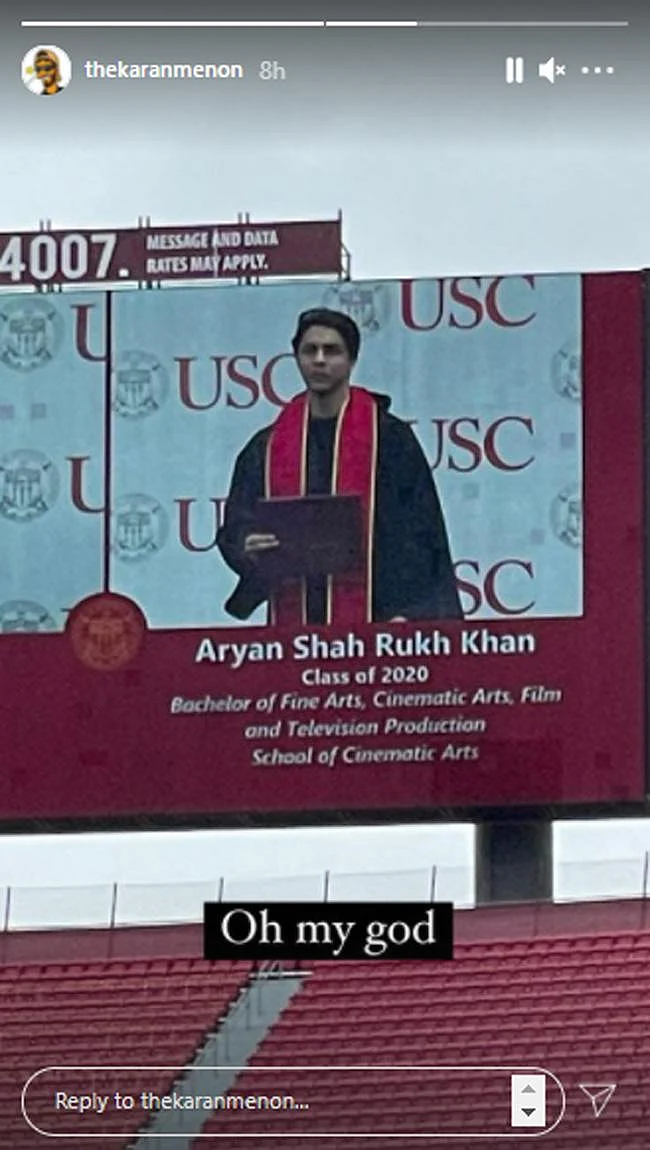 thekaranmenon 8h
4007. MESSAGE AND DATA
RATES MAY APPLY.
USC
USC
USC
Aryan Shah Rukh Khan
Class of 2020
Bachelor of Fine Arts, Cinematic Arts, Film
and Television Production
School of Cinematic Arts
Oh my god
Reply to thekaranmenon...